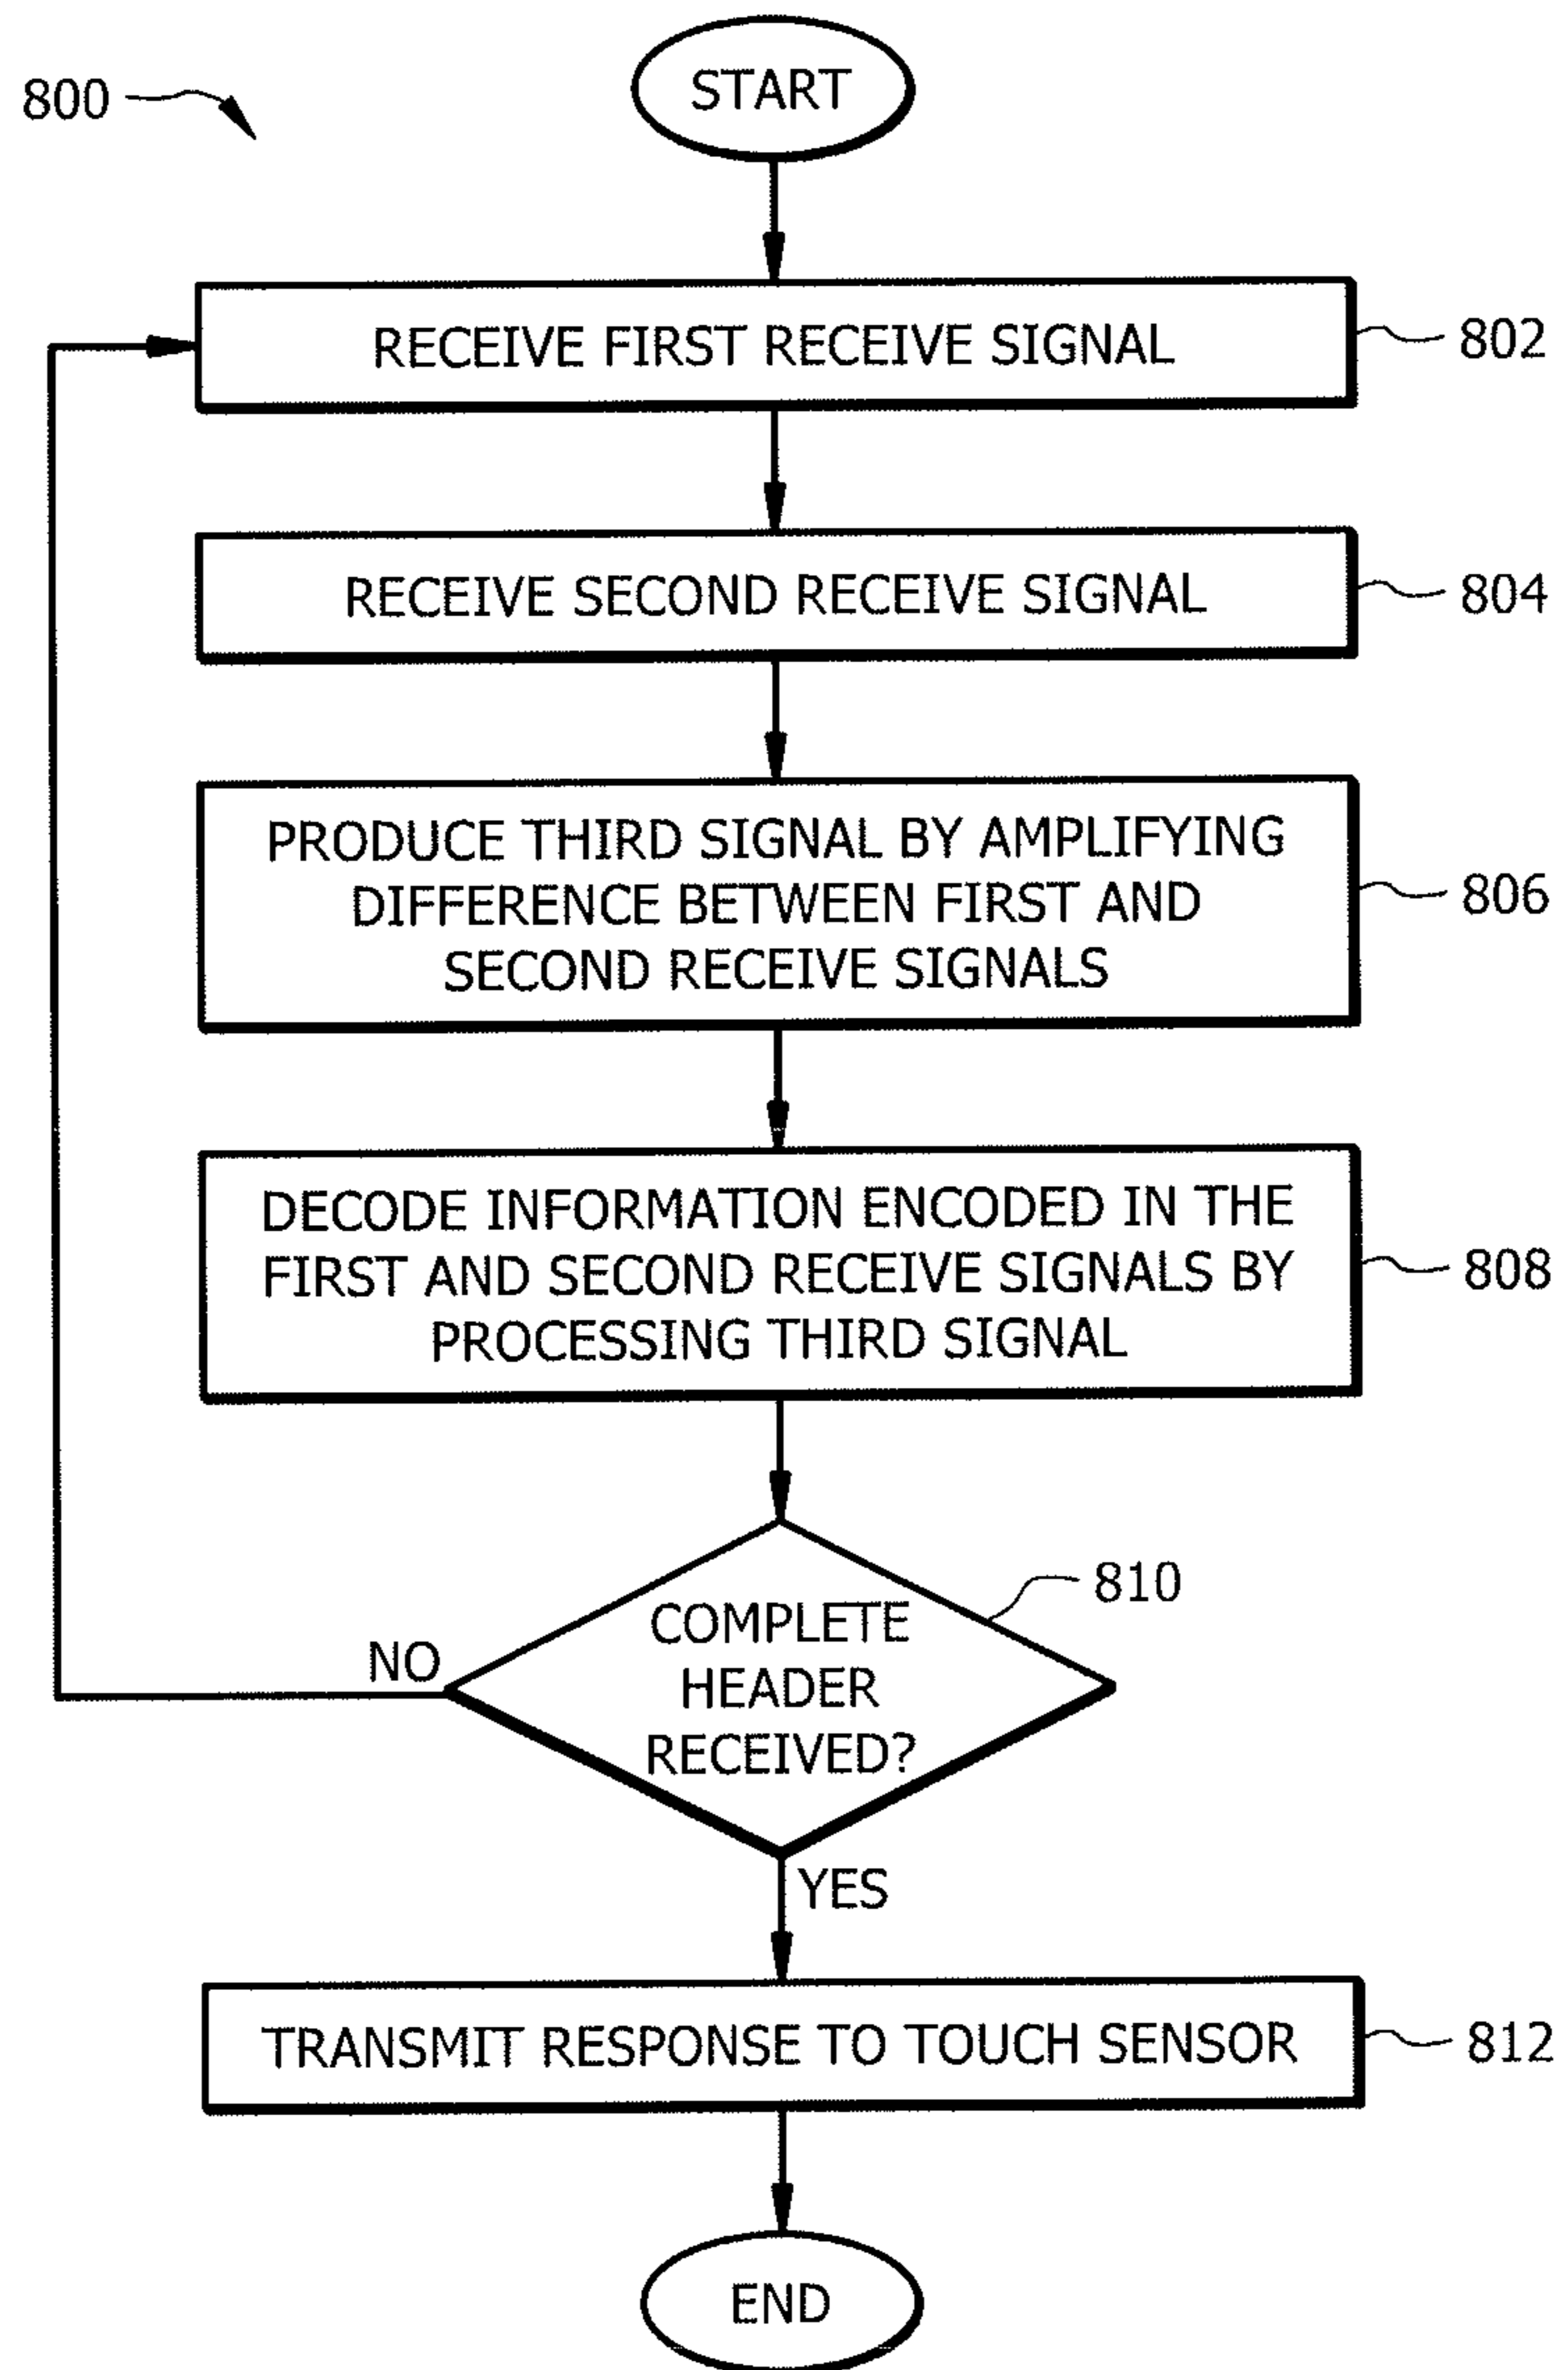 800
START
RECEIVE FIRST RECEIVE SIGNAL
802
RECEIVE SECOND RECEIVE SIGNAL
804
PRODUCE THIRD SIGNAL BY AMPLIFYING
DIFFERENCE BETWEEN FIRST AND
SECOND RECEIVE SIGNALS
806
DECODE INFORMATION ENCODED IN THE
FIRST AND SECOND RECEIVE SIGNALS BY
PROCESSING THIRD SIGNAL
808
COMPLETE
HEADER
RECEIVED?
810
NO
YES
TRANSMIT RESPONSE TO TOUCH SENSOR
812
END